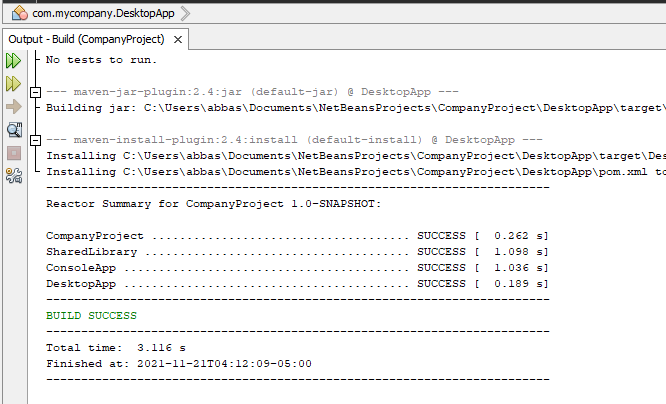 com.mycompany.DesktopApp
Output - Build (CompanyProject)
No tests to run.
--- maven-jar-plugin:2.4:jar (default-jar) @ DesktopApp ---
Building jar: C:\Users\abbas\Documents\NetBeansProjects\CompanyProject\DesktopApp\target\
--- maven-install-plugin:2.4:install (default-install) @ DesktopApp ---
Installing C:\Users\abbas\Documents\NetBeansProjects\CompanyProject\DesktopApp\target\Des
Installing C:\Users\abbas\Documents\NetBeansProjects\CompanyProject\DesktopApp\pom.xml to
------------------------------------------------------------------------
Reactor Summary for CompanyProject 1.0-SNAPSHOT:
CompanyProject ..................................... SUCCESS [  0.262 s]
SharedLibrary ...................................... SUCCESS [  1.098 s]
ConsoleApp ......................................... SUCCESS [  1.036 s]
DesktopApp ......................................... SUCCESS [  0.189 s]
------------------------------------------------------------------------
BUILD SUCCESS
------------------------------------------------------------------------
Total time:  3.116 s
Finished at: 2021-11-21T04:12:09-05:00
------------------------------------------------------------------------